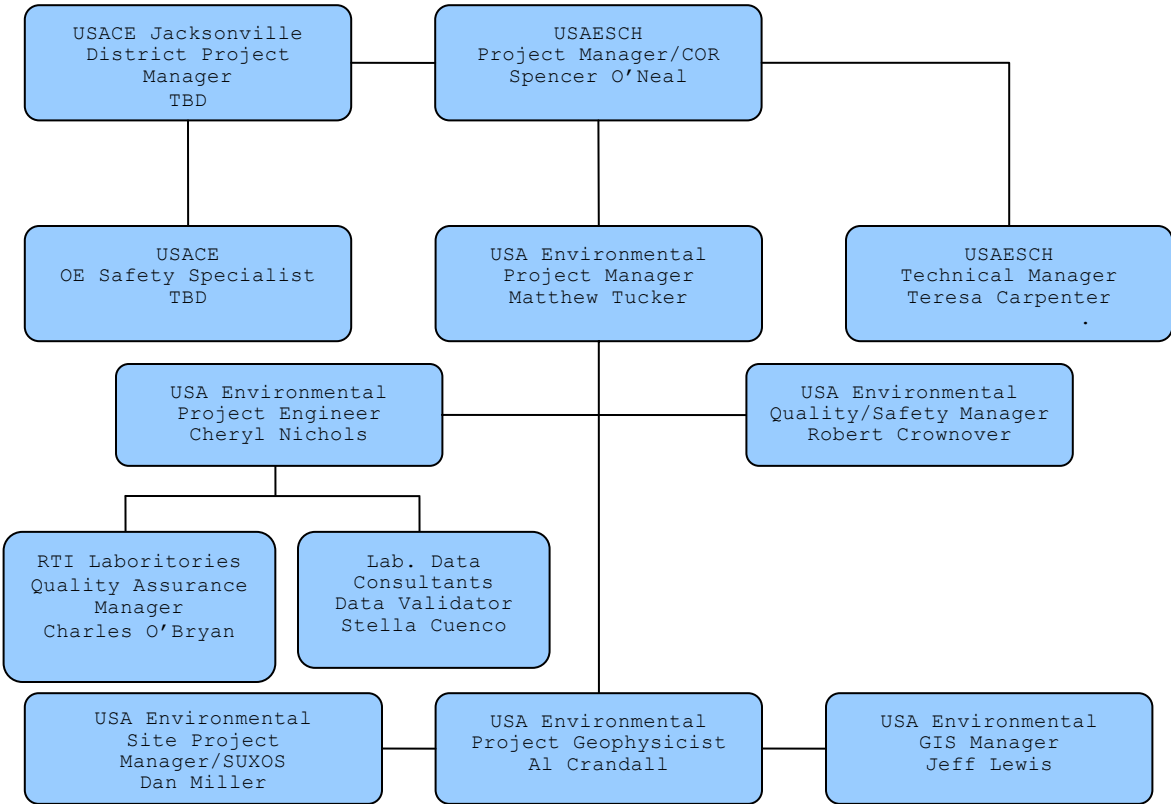 USACE Jacksonville
District Project
Manager
TBD
USAESCH
Project Manager/COR
Spencer O’Neal
USACE
OE Safety Specialist
TBD
USA Environmental
Project Manager
Matthew Tucker
USAESCH
Technical Manager
Teresa Carpenter
.
USA Environmental
Project Engineer
Cheryl Nichols
USA Environmental
Quality/Safety Manager
Robert Crownover
RTI Laboritories
Quality Assurance
Manager
Charles O’Bryan
Lab. Data
Consultants
Data Validator
Stella Cuenco
USA Environmental
Site Project
Manager/SUXOS
Dan Miller
USA Environmental
Project Geophysicist
Al Crandall
USA Environmental
GIS Manager
Jeff Lewis